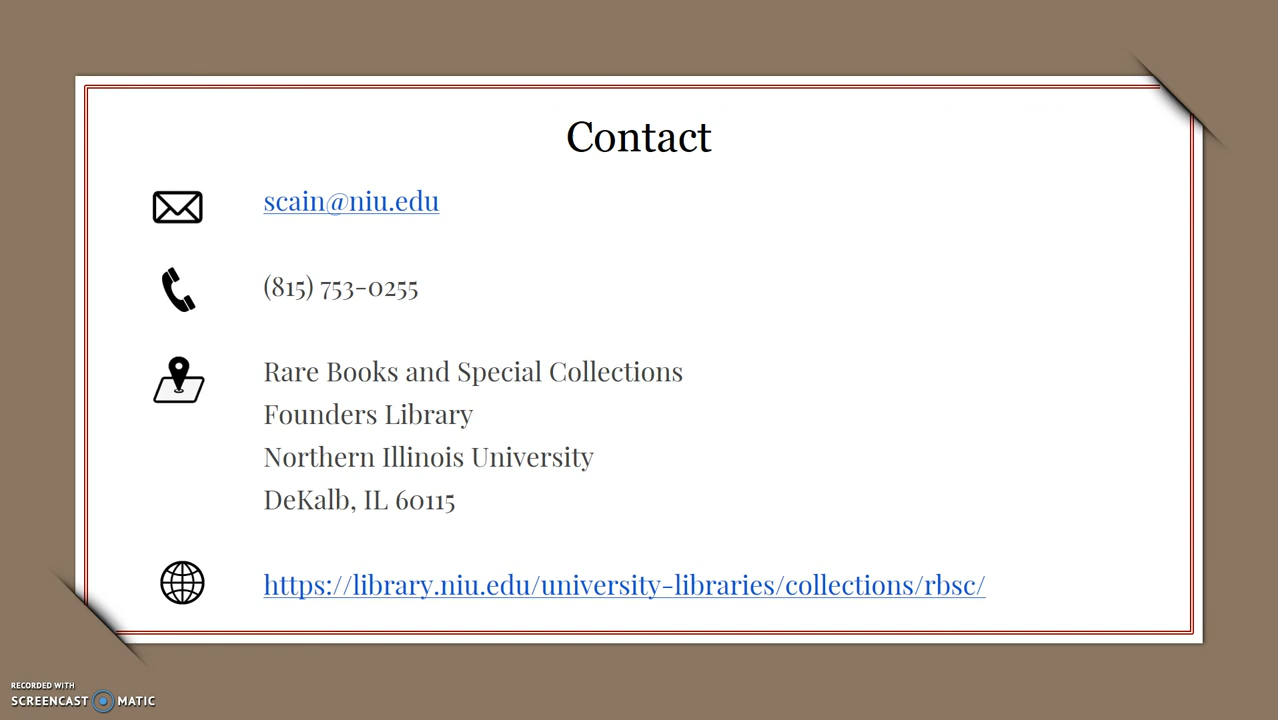 Contact
scain@niu.edu
(815) 753-0255
Rare Books and Special Collections
Founders Library
Northern Illinois University
DeKalb, IL 60115
https://library.niu.edu/university-libraries/collections/rbsc/
RECORDED WITH
SCREENCAST MATIC